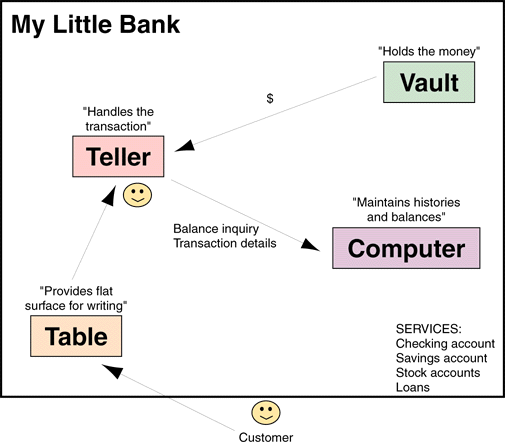 My Little Bank
"Holds the money"
Vault
$
"Handles the
transaction"
Teller
"Maintains histories
and balances"
Balance inquiry
Transaction details
Computer
"Provides flat
surface for writing"
Table
SERVICES:
Checking account
Savings account
Stock accounts
Loans
Customer